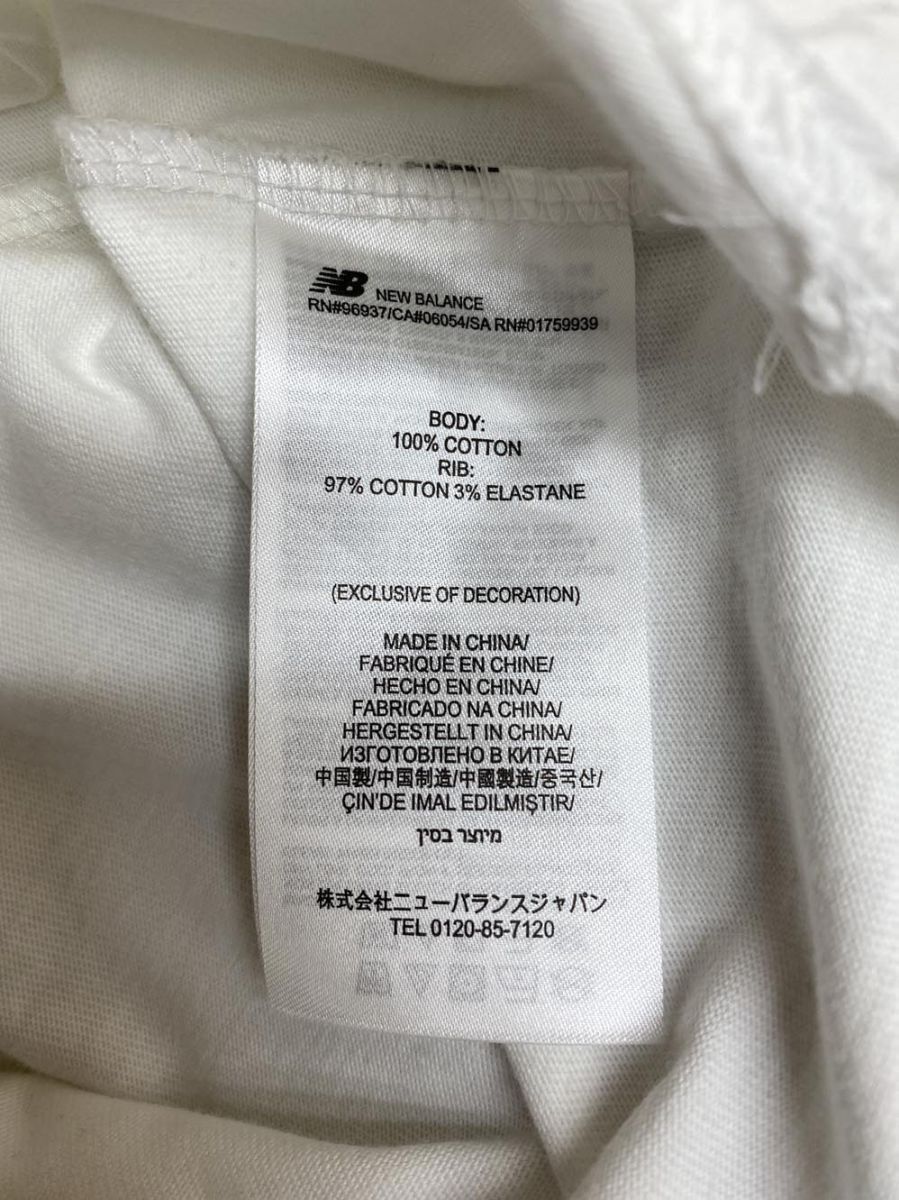 NB NEW BALANCE
RN#96937/CA#06054/SA RN#01759939
BODY:
100% COTTON
RIB:
97% COTTON 3% ELASTANE
(EXCLUSIVE OF DECORATION)
MADE IN CHINA/
FABRIQUÉ EN CHINE/
HECHO EN CHINA/
FABRICADO NA CHINA/
HERGESTELLT IN CHINA/
ИЗГОТОВЛЕНО В КИТАЕ/
中国製/中国制造/中國製造/중국산/
ÇIN'DE IMAL EDILMIŞTIR/
מיוצר בסין
株式会社ニューバランスジャパン
TEL 0120-85-7120